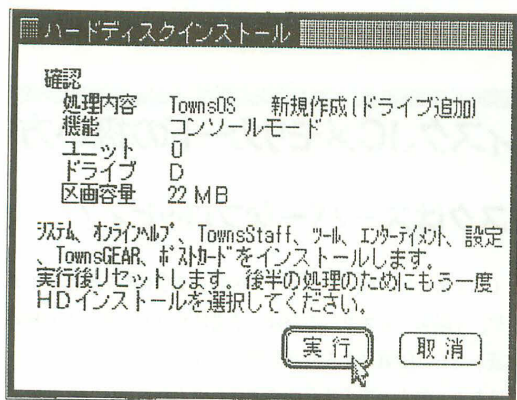 ハードディスクインストール
確認
処理内容 TownsOS 新規作成(ドライブ追加)
機能 コンソールモード
ユニット 0
ドライブ D
区画容量 22 MB
ｼｽﾃﾑ、ｵﾝﾗｲﾝﾍﾙﾌﾟ、TownsStaff、ﾂｰﾙ、ｴﾝﾀｰﾃｲﾒﾝﾄ、設定
、TownsGEAR、ﾎﾟｽﾄｶｰﾄﾞをインストールします。
実行後リセットします。後半の処理のためにもう一度
HDインストールを選択してください。
実行 取消